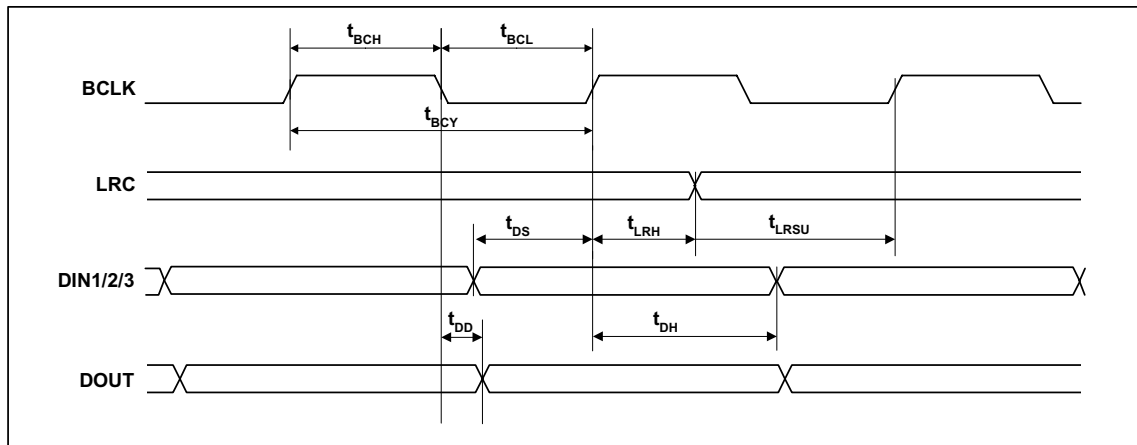 tBCH tBCL
BCLK
tBCY
LRC
tDS tLRH tLRSU
DIN1/2/3
tDD tDH
DOUT